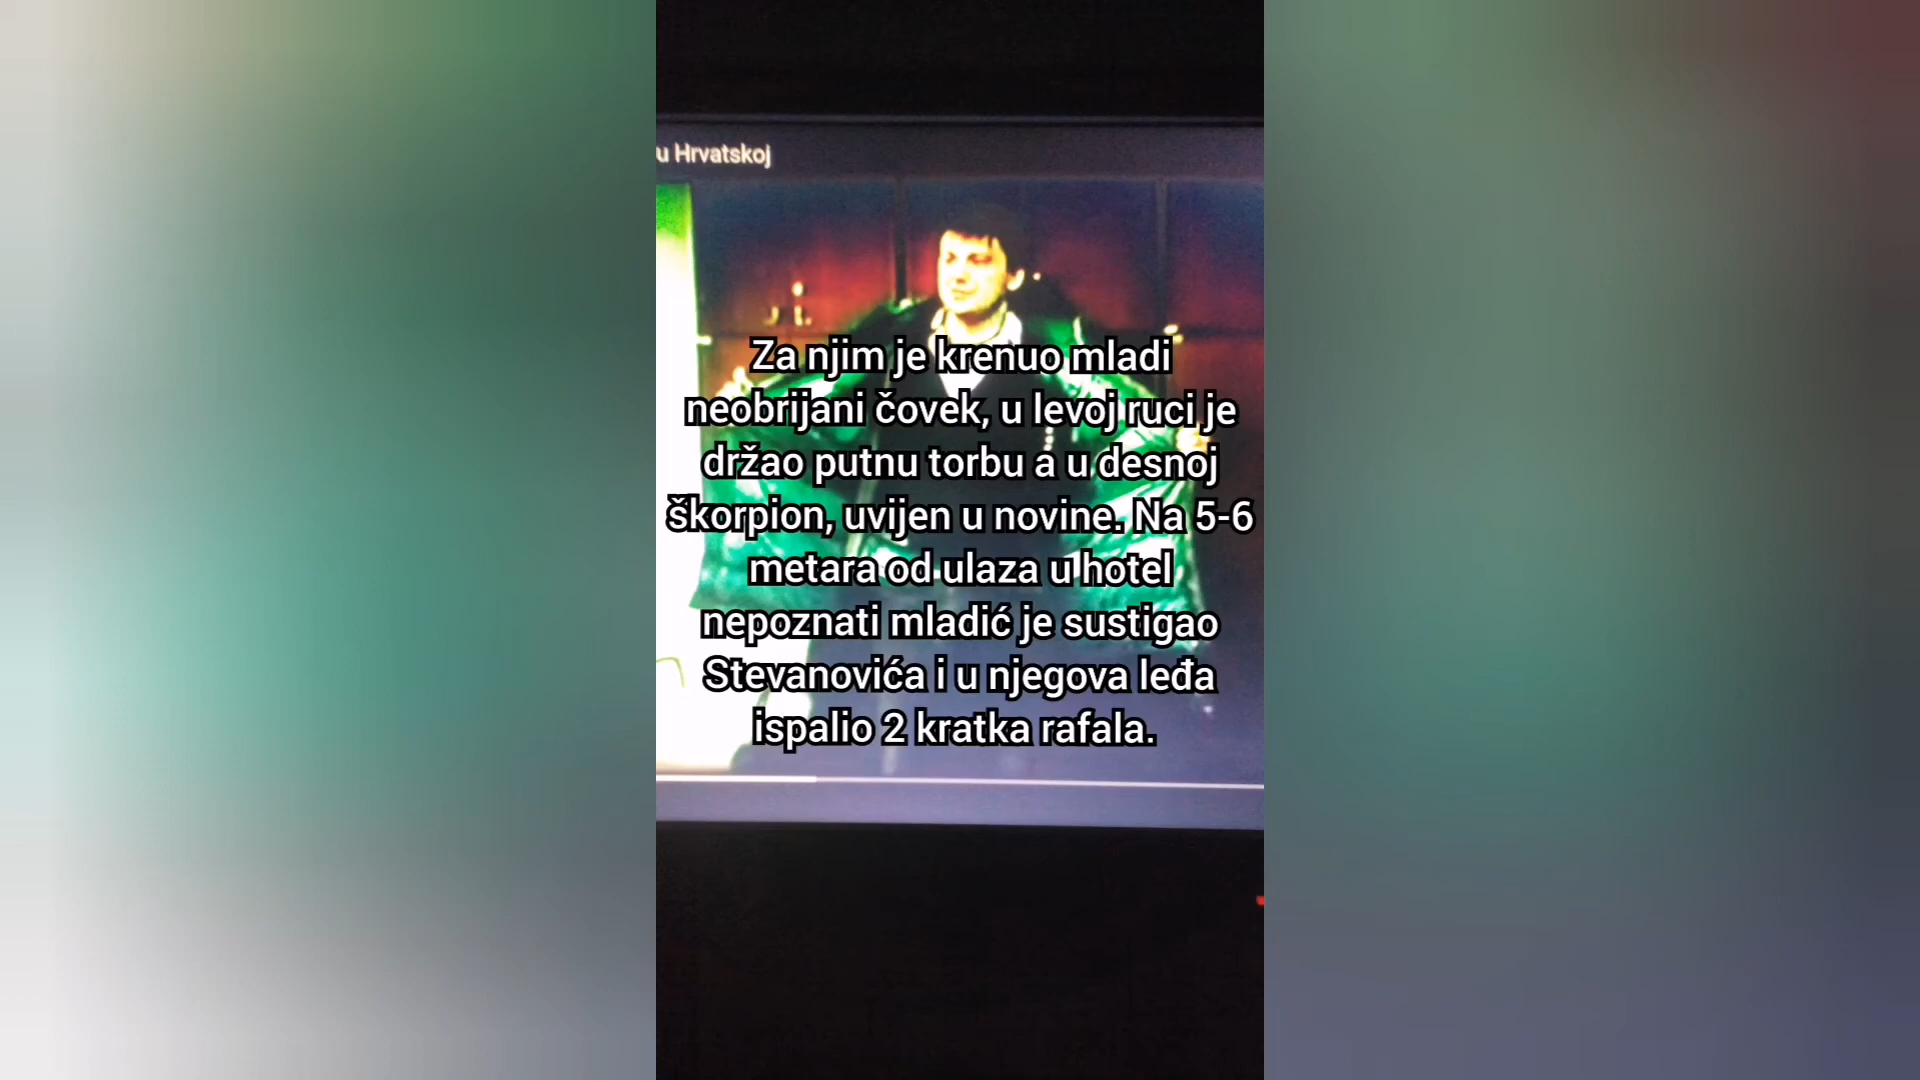 u Hrvatskoj
Za njim je krenuo mladi
neobrijani čovek, u levoj ruci je
držao putnu torbu a u desnoj
škorpion, uvijen u novine. Na 5-6
metara od ulaza u hotel
nepoznati mladić je sustigao
Stevanovića i u njegova leđa
ispalio 2 kratka rafala.